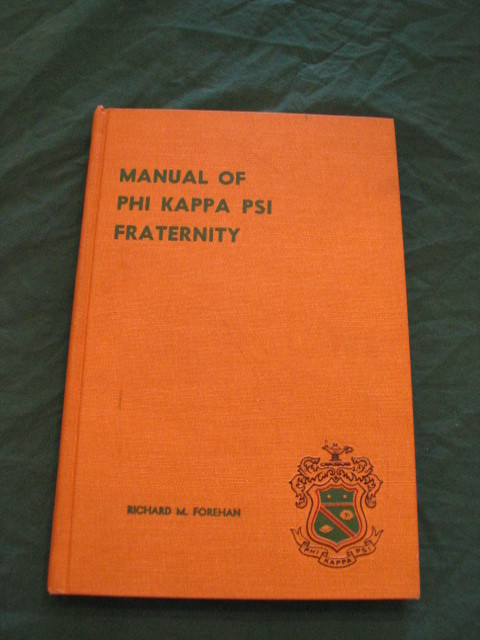 MANUAL OF
PHI KAPPA PSI
FRATERNITY
RICHARD M. FOREHAN
PHI KAPPA PSI